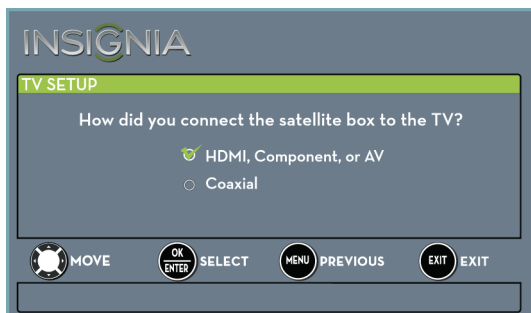 INSIGNIA
TV SETUP
How did you connect the satellite box to the TV?
HDMI, Component, or AV
Coaxial
MOVE OK ENTER SELECT MENU PREVIOUS EXIT EXIT